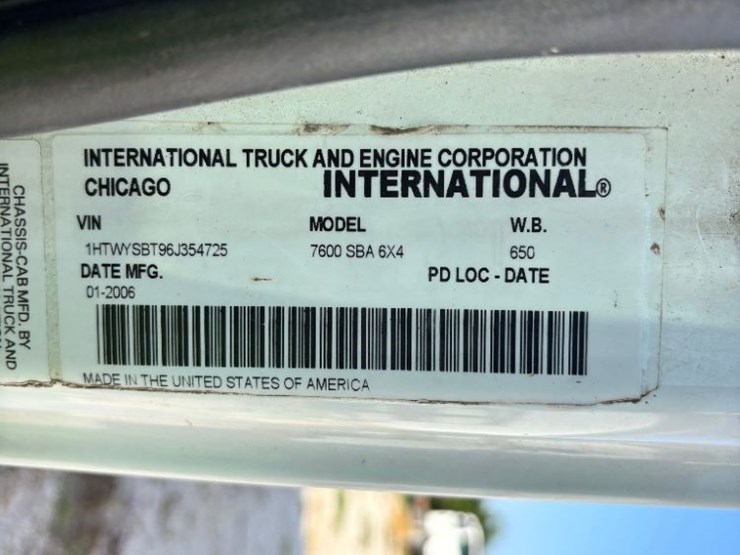 INTERNATIONAL TRUCK AND ENGINE CORPORATION
CHICAGO INTERNATIONAL®
VIN MODEL W.B.
1HTWYSBT96J354725 7600 SBA 6X4 650
DATE MFG. PD LOC - DATE
01-2006
MADE IN THE UNITED STATES OF AMERICA
CHASSIS-CAB MFD. BY
INTERNATIONAL TRUCK AND